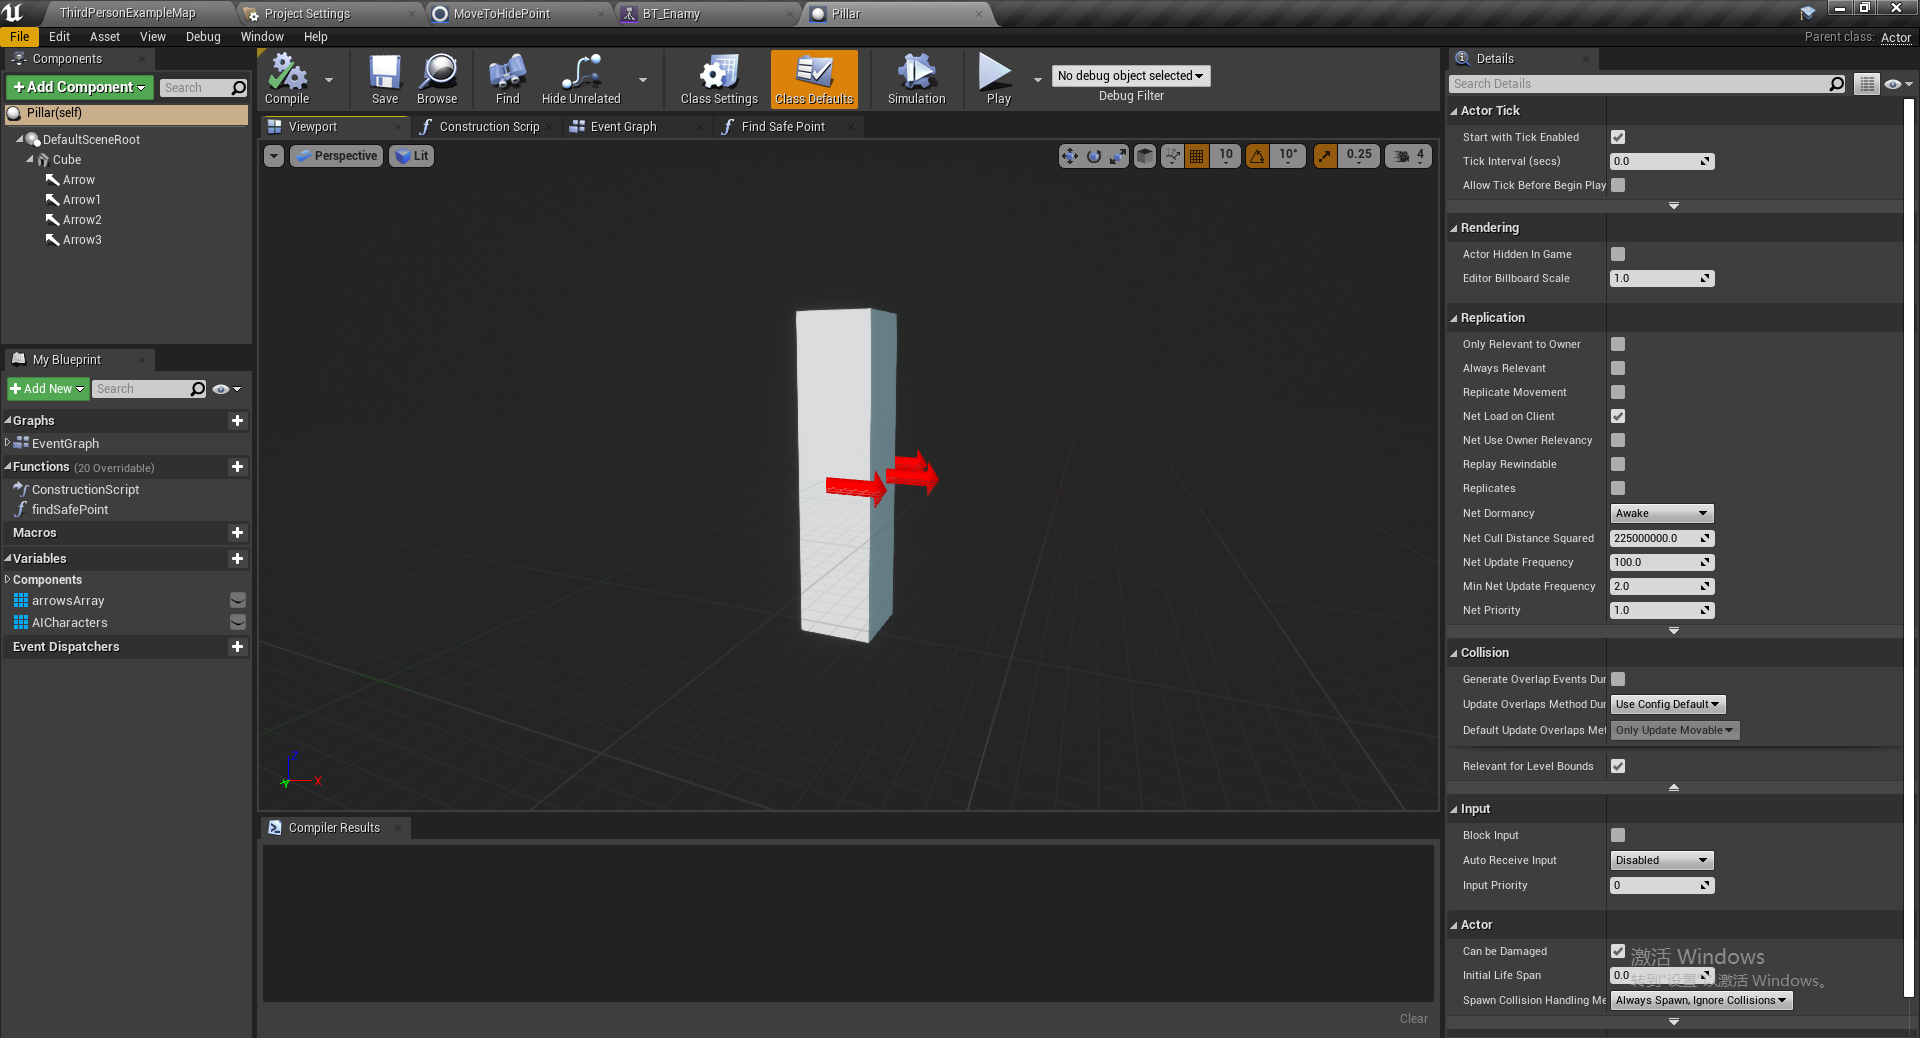 ThirdPersonExampleMap
Project Settings
MoveToHidePoint
BT_Enamy
Pillar
File Edit Asset View Debug Window Help
Parent class: Actor
Components
Add Component
Search
Pillar(self)
DefaultSceneRoot
Cube
Arrow
Arrow1
Arrow2
Arrow3
My Blueprint
Add New
Search
Graphs
EventGraph
Functions (20 Overridable)
ConstructionScript
findSafePoint
Macros
Variables
Components
arrowsArray
AICharacters
Event Dispatchers
Compile
Save
Browse
Find
Hide Unrelated
Class Settings
Class Defaults
Simulation
Play
No debug object selected
Debug Filter
Viewport
Construction Scrip
Event Graph
Find Safe Point
Perspective
Lit
10
10°
0.25
4
X
Compiler Results
Clear
Details
Search Details
Actor Tick
Start with Tick Enabled
Tick Interval (secs) 0.0
Allow Tick Before Begin Play
Rendering
Actor Hidden In Game
Editor Billboard Scale 1.0
Replication
Only Relevant to Owner
Always Relevant
Replicate Movement
Net Load on Client
Net Use Owner Relevancy
Replay Rewindable
Replicates
Net Dormancy Awake
Net Cull Distance Squared 225000000.0
Net Update Frequency 100.0
Min Net Update Frequency 2.0
Net Priority 1.0
Collision
Generate Overlap Events Dur
Update Overlaps Method Dur Use Config Default
Default Update Overlaps Met Only Update Movable
Relevant for Level Bounds
Input
Block Input
Auto Receive Input Disabled
Input Priority 0
Actor
Can be Damaged
Initial Life Span 0.0
Spawn Collision Handling Me Always Spawn, Ignore Collisions
激活 Windows
转到"设置"以激活 Windows。